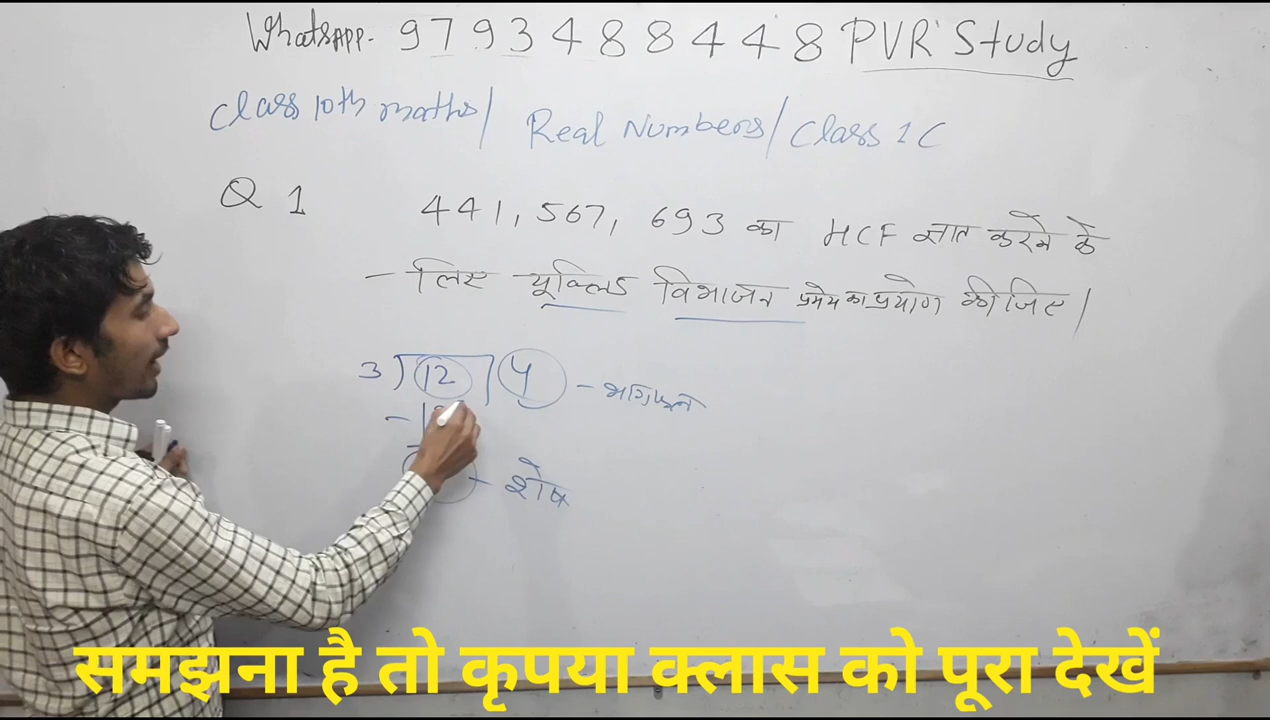 WhatsAPP- 9793488448 PVR Study
Class 10th maths/ Real Numbers/ Class 1C
Q 1 441, 567, 693 का HCF ज्ञात करने के
- लिए यूक्लिड विभाजन प्रमेय का प्रयोग कीजिए।
3 ) 12 ( 4 - भागफल
- शेष
समझना है तो कृपया क्लास को पूरा देखें